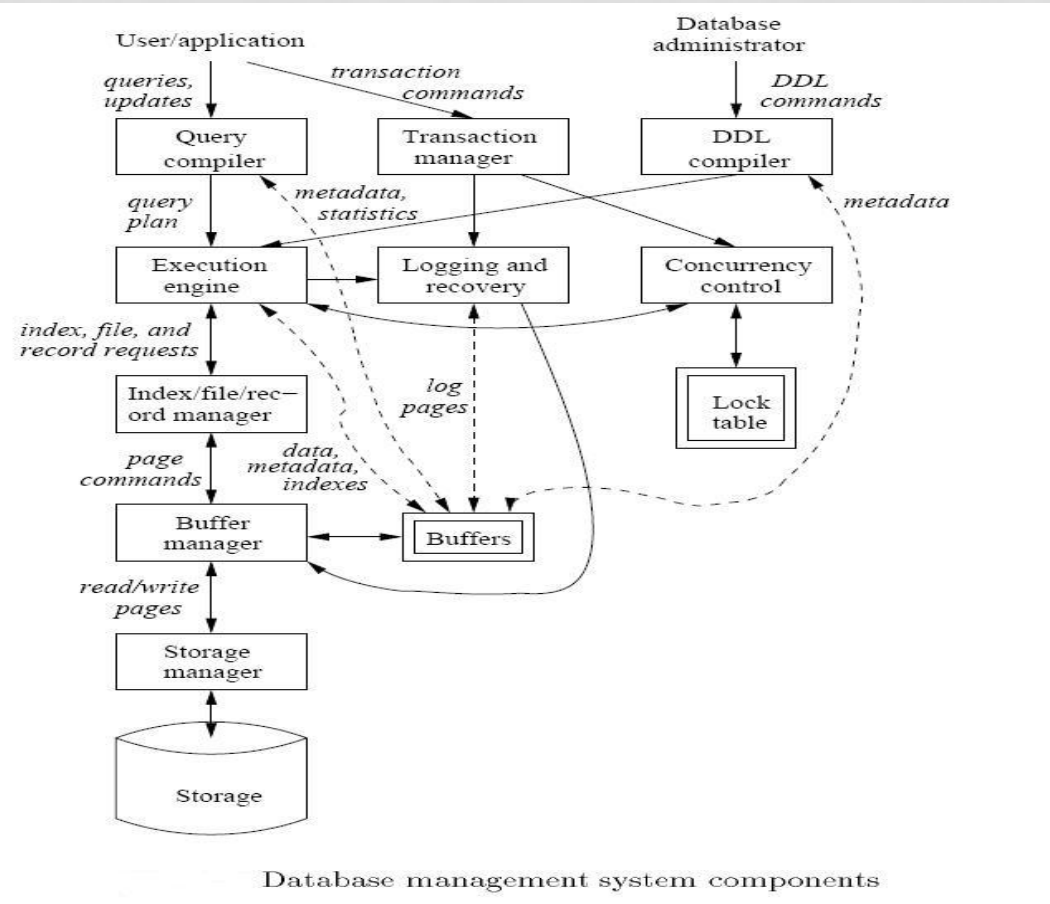 User/application
Database
administrator
queries,
updates
transaction
commands
DDL
commands
Query
compiler
Transaction
manager
DDL
compiler
query
plan
metadata,
statistics
metadata
Execution
engine
Logging and
recovery
Concurrency
control
index, file, and
record requests
Index/file/rec-
ord manager
log
pages
Lock
table
page
commands
data,
metadata,
indexes
Buffer
manager
Buffers
read/write
pages
Storage
manager
Storage
Database management system components